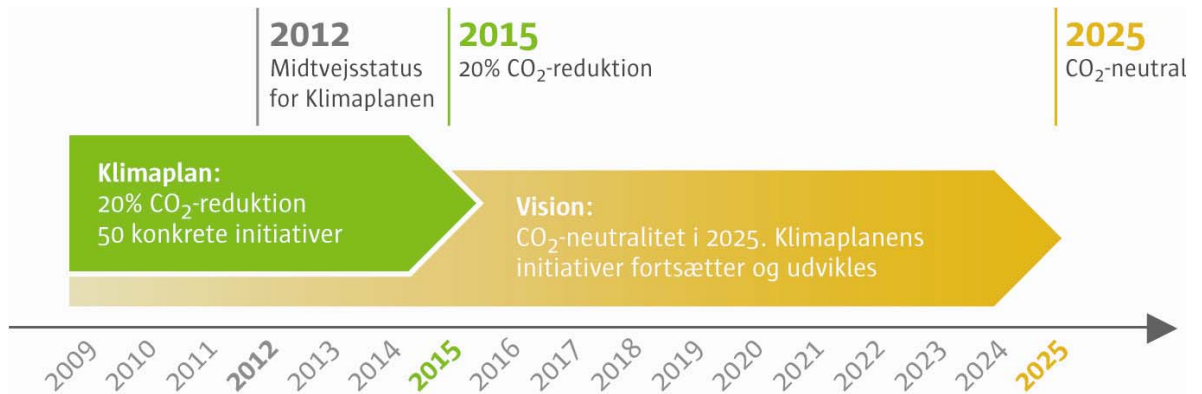 2012
Midtvejsstatus
for Klimaplanen
2015
20% CO₂-reduktion
2025
CO₂-neutral
Klimaplan:
20% CO₂-reduktion
50 konkrete initiativer
Vision:
CO₂-neutralitet i 2025. Klimaplanens
initiativer fortsætter og udvikles
2009
2010
2011
2012
2013
2014
2015
2016
2017
2018
2019
2020
2021
2022
2023
2024
2025